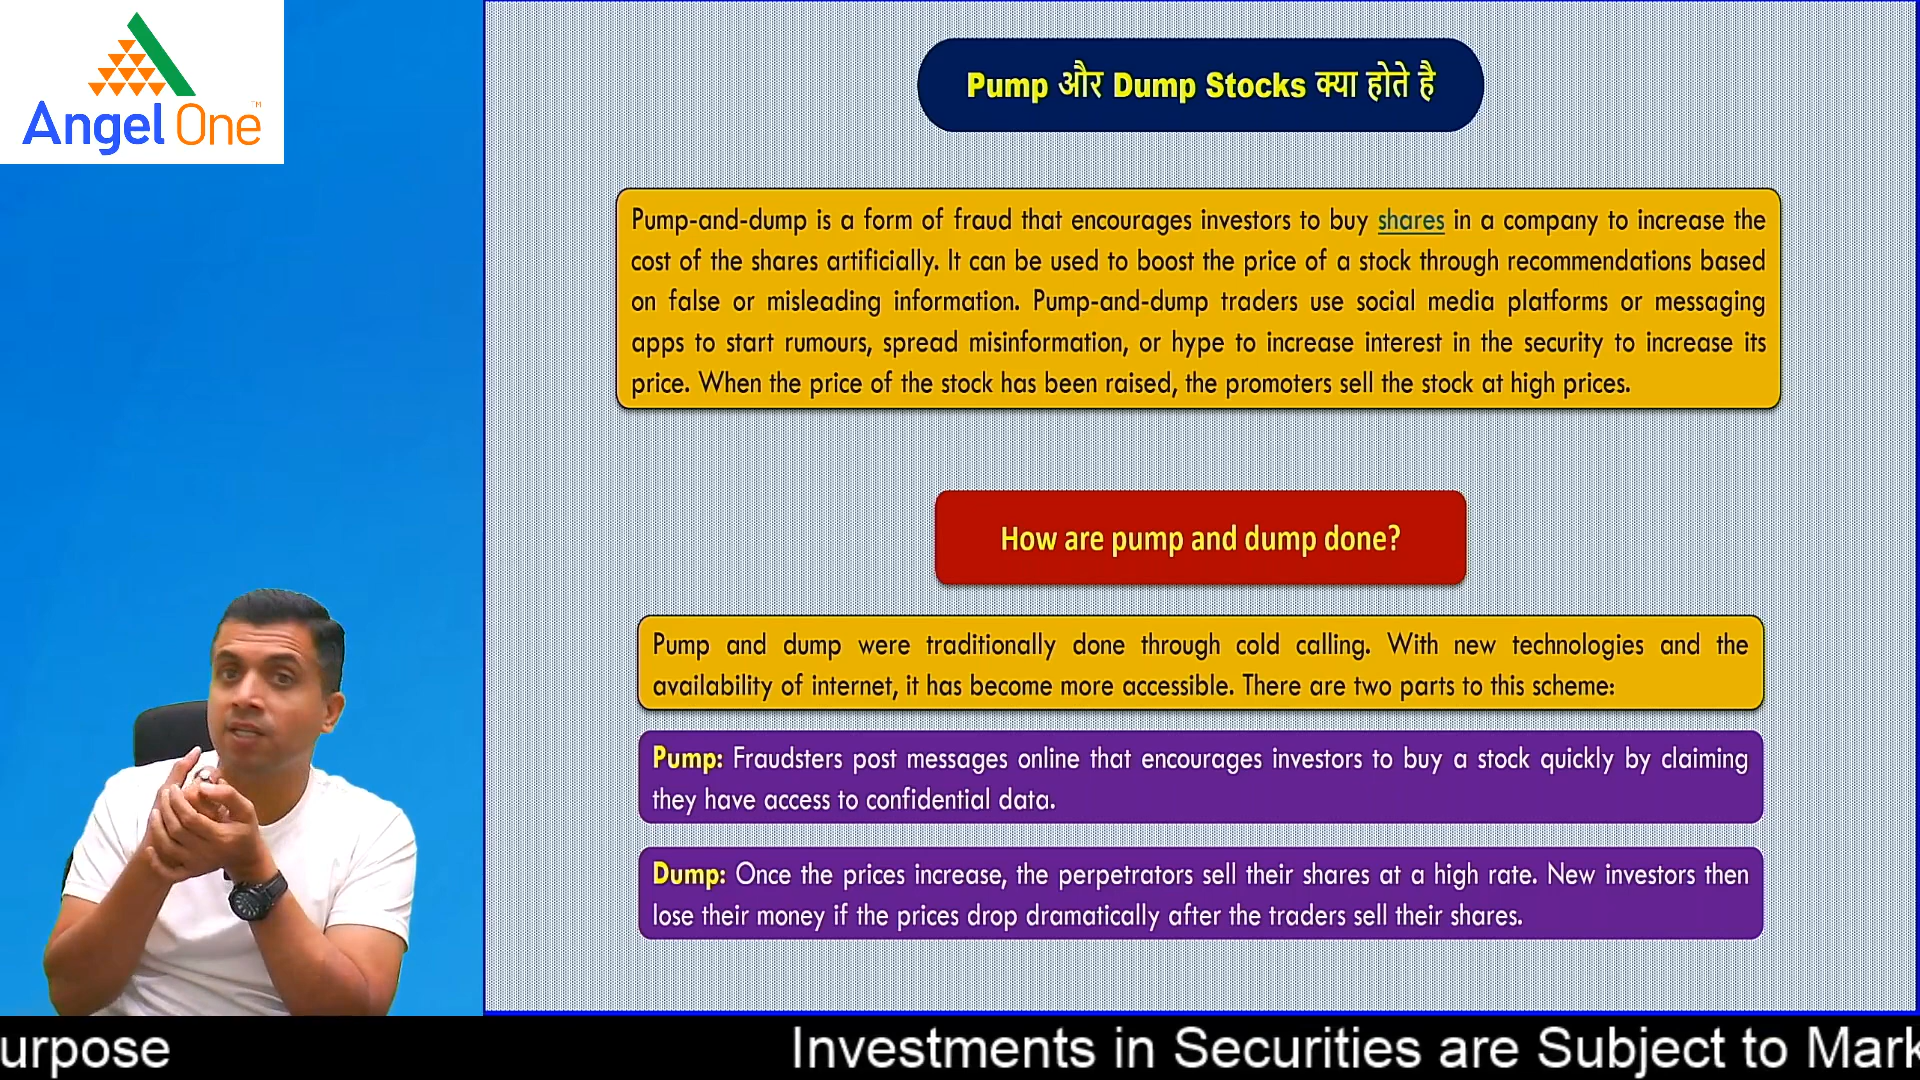 Angel One
TM
Pump और Dump Stocks क्या होते है
Pump-and-dump is a form of fraud that encourages investors to buy shares in a company to increase the
cost of the shares artificially. It can be used to boost the price of a stock through recommendations based
on false or misleading information. Pump-and-dump traders use social media platforms or messaging
apps to start rumours, spread misinformation, or hype to increase interest in the security to increase its
price. When the price of the stock has been raised, the promoters sell the stock at high prices.
How are pump and dump done?
Pump and dump were traditionally done through cold calling. With new technologies and the
availability of internet, it has become more accessible. There are two parts to this scheme:
Pump: Fraudsters post messages online that encourages investors to buy a stock quickly by claiming
they have access to confidential data.
Dump: Once the prices increase, the perpetrators sell their shares at a high rate. New investors then
lose their money if the prices drop dramatically after the traders sell their shares.
urpose Investments in Securities are Subject to Mark